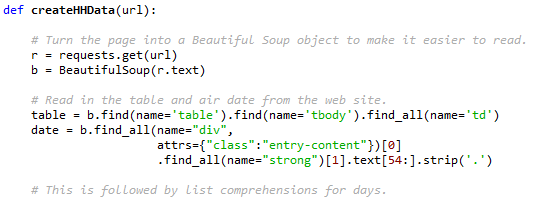 def createHHData(url):
# Turn the page into a Beautiful Soup object to make it easier to read.
r = requests.get(url)
b = BeautifulSoup(r.text)
# Read in the table and air date from the web site.
table = b.find(name='table').find(name='tbody').find_all(name='td')
date = b.find_all(name="div",
attrs={"class":"entry-content"})[0]
.find_all(name="strong")[1].text[54:].strip('.')
# This is followed by list comprehensions for days.